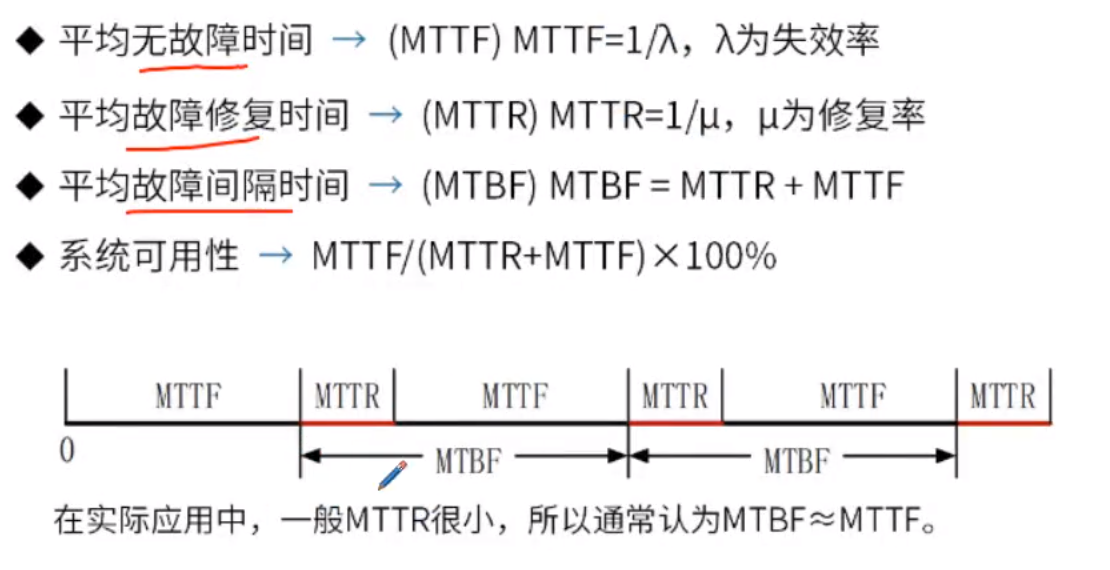 ◆ 平均无故障时间 → (MTTF) MTTF=1/λ，λ为失效率
◆ 平均故障修复时间 → (MTTR) MTTR=1/μ，μ为修复率
◆ 平均故障间隔时间 → (MTBF) MTBF = MTTR + MTTF
◆ 系统可用性 → MTTF/(MTTR+MTTF)×100%
MTTF MTTR MTTF MTTR MTTF MTTR
0 MTBF MTBF
在实际应用中，一般MTTR很小，所以通常认为MTBF≈MTTF。